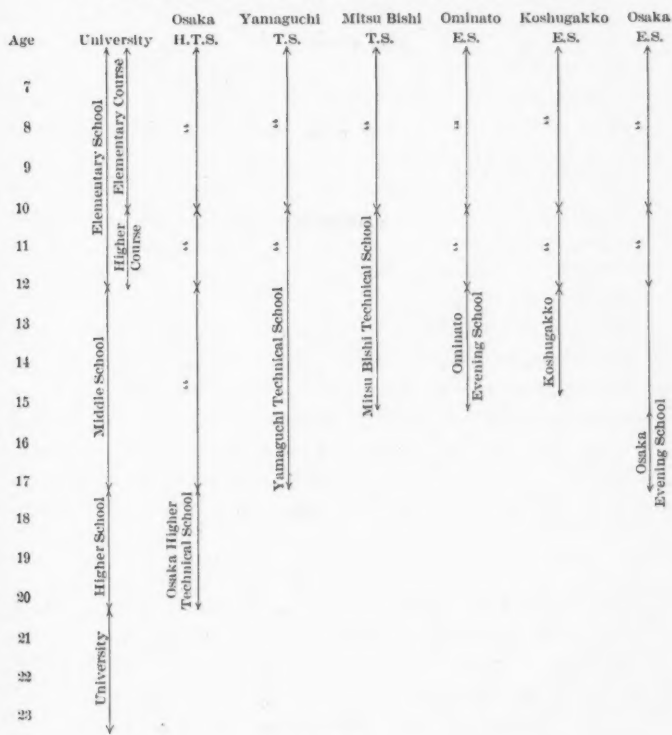 Osaka Yamaguchi Mitsu Bishi Ominato Koshugakko Osaka
Age University H.T.S. T.S. T.S. E.S. E.S. E.S.
7
8 " " " " " "
9
10
11 " " " " "
12
13
14
15
16
17
18
19
20
21
22
23
Elementary School
Middle School
Higher School
University
Elementary Course
Higher
Course
"
Osaka Higher
Technical School
Yamaguchi Technical School
Mitsu Bishi Technical School
Ominato
Evening School
Koshugakko
Osaka
Evening School